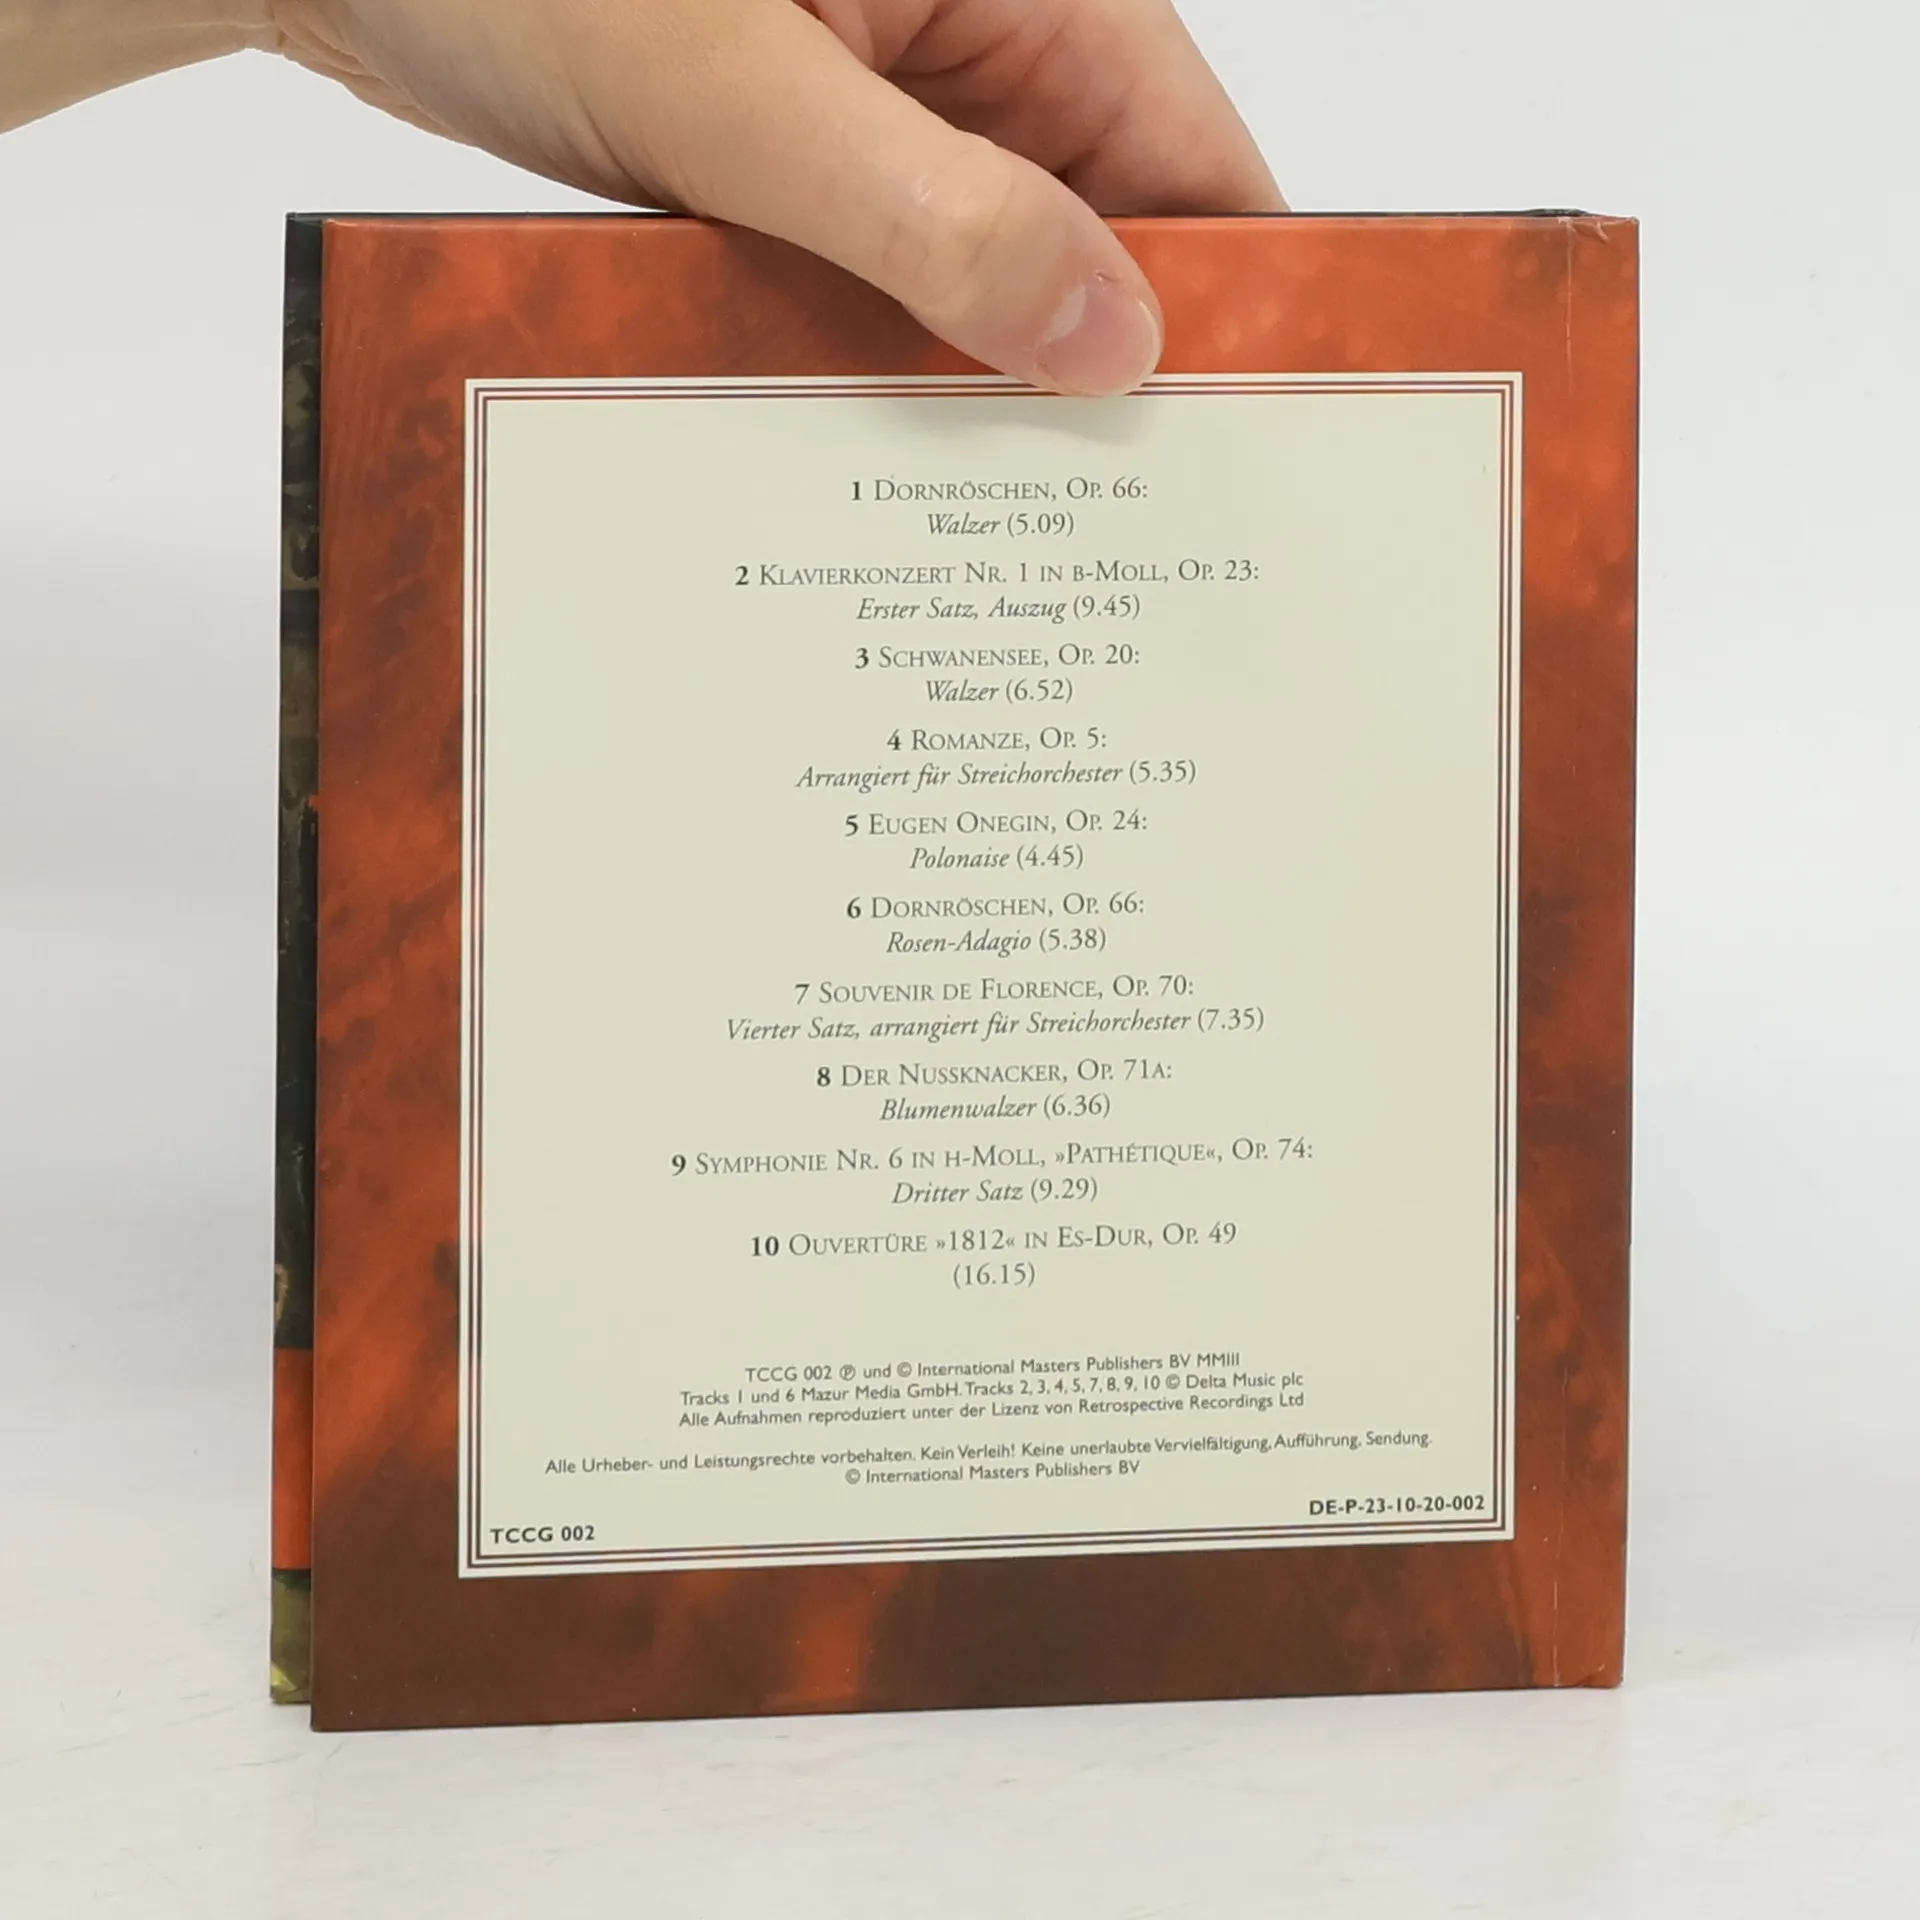 1 Dornröschen, Op. 66:
Walzer (5.09)
2 Klavierkonzert Nr. 1 in b-Moll, Op. 23:
Erster Satz, Auszug (9.45)
3 Schwanensee, Op. 20:
Walzer (6.52)
4 Romanze, Op. 5:
Arrangiert für Streichorchester (5.35)
5 Eugen Onegin, Op. 24:
Polonaise (4.45)
6 Dornröschen, Op. 66:
Rosen-Adagio (5.38)
7 Souvenir de Florence, Op. 70:
Vierter Satz, arrangiert für Streichorchester (7.35)
8 Der Nussknacker, Op. 71a:
Blumenwalzer (6.36)
9 Symphonie Nr. 6 in h-Moll, »Pathétique«, Op. 74:
Dritter Satz (9.29)
10 Ouvertüre »1812« in Es-Dur, Op. 49
(16.15)
TCCG 002 ℗ und © International Masters Publishers BV MMIII
Tracks 1 und 6 Mazur Media GmbH. Tracks 2, 3, 4, 5, 7, 8, 9, 10 © Delta Music plc
Alle Aufnahmen reproduziert unter der Lizenz von Retrospective Recordings Ltd
Alle Urheber- und Leistungsrechte vorbehalten. Kein Verleih! Keine unerlaubte Vervielfältigung, Aufführung, Sendung.
© International Masters Publishers BV
DE-P-23-10-20-002
TCCG 002